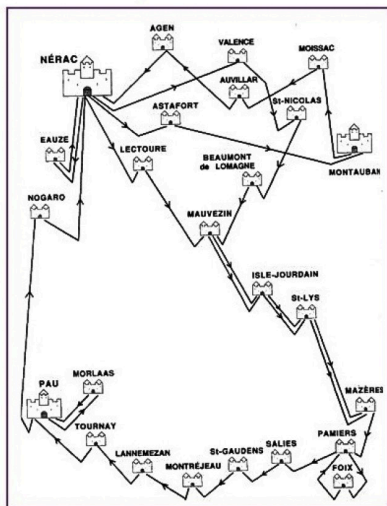 AGEN
VALENCE
MOISSAC
NÉRAC
AUVILLAR
St-NICOLAS
ASTAFORT
EAUZE
LECTOURE
BEAUMONT
de LOMAGNE
MONTAUBAN
NOGARO
MAUVEZIN
ISLE-JOURDAIN
St-LYS
MORLAAS
PAU
MAZÈRES
TOURNAY
PAMIERS
SALIES
St-GAUDENS
FOIX
LANNEMEZAN
MONTRÉJEAU